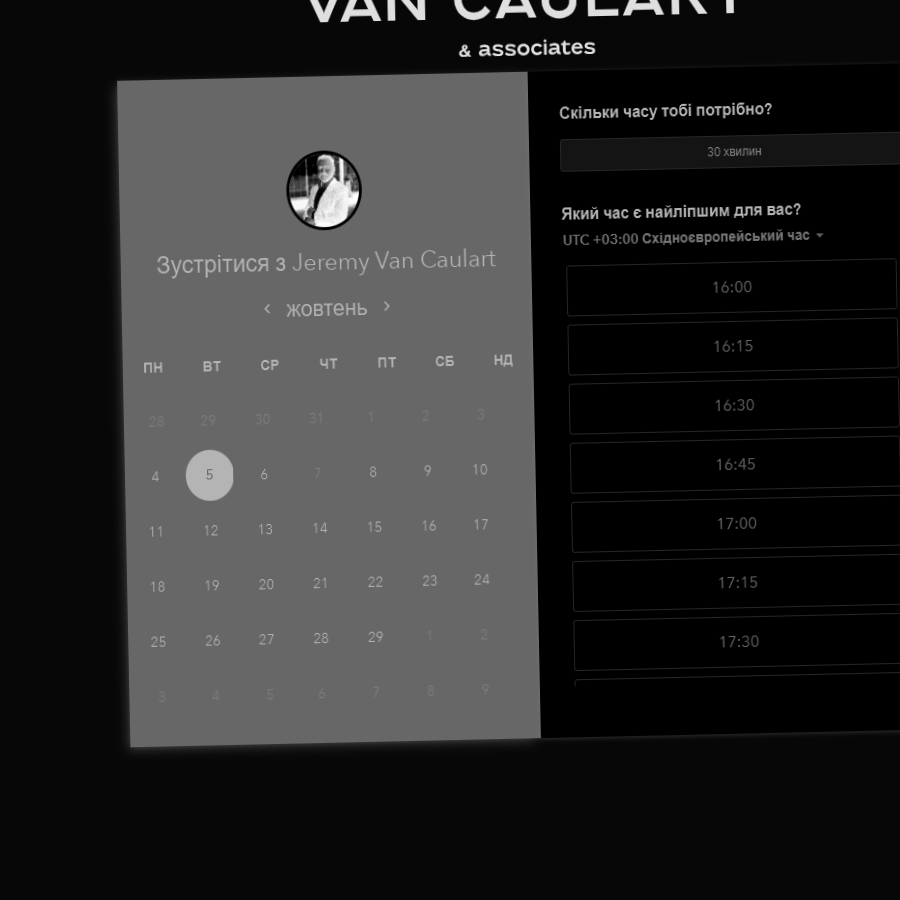 VAN CAULART
& associates
Зустрітися з Jeremy Van Caulart
жовтень
ПН ВТ СР ЧТ ПТ СБ НД
28 29 30 31 1 2 3
4 5 6 7 8 9 10
11 12 13 14 15 16 17
18 19 20 21 22 23 24
25 26 27 28 29 1 2
3 4 5 6 7 8 9
Скільки часу тобі потрібно?
30 хвилин
Який час є найліпшим для вас?
UTC +03:00 Східноєвропейський час
16:00
16:15
16:30
16:45
17:00
17:15
17:30